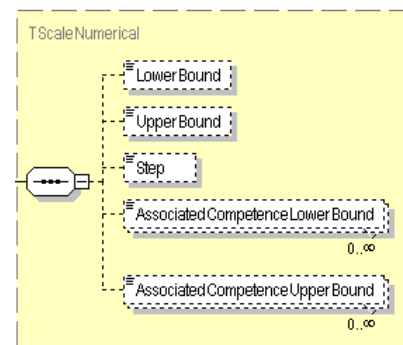 TScaleNumerical
LowerBound
UpperBound
Step
AssociatedCompetenceLowerBound
0..∞
AssociatedCompetenceUpperBound
0..∞